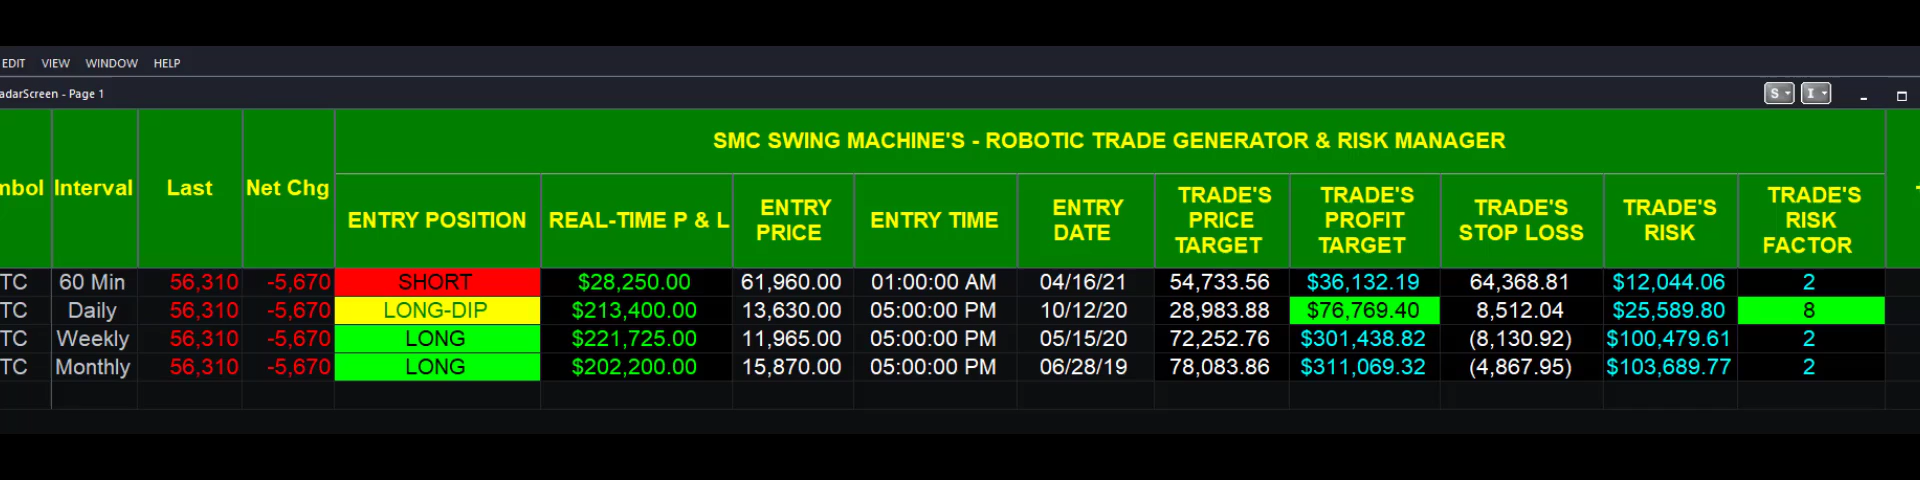 EDIT VIEW WINDOW HELP
adarScreen - Page 1
S I
SMC SWING MACHINE'S - ROBOTIC TRADE GENERATOR & RISK MANAGER
mbol Interval Last Net Chg
ENTRY POSITION REAL-TIME P & L ENTRY PRICE ENTRY TIME ENTRY DATE TRADE'S PRICE TARGET TRADE'S PROFIT TARGET TRADE'S STOP LOSS TRADE'S RISK TRADE'S RISK FACTOR
TC 60 Min 56,310 -5,670 SHORT $28,250.00 61,960.00 01:00:00 AM 04/16/21 54,733.56 $36,132.19 64,368.81 $12,044.06 2
TC Daily 56,310 -5,670 LONG-DIP $213,400.00 13,630.00 05:00:00 PM 10/12/20 28,983.88 $76,769.40 8,512.04 $25,589.80 8
TC Weekly 56,310 -5,670 LONG $221,725.00 11,965.00 05:00:00 PM 05/15/20 72,252.76 $301,438.82 (8,130.92) $100,479.61 2
TC Monthly 56,310 -5,670 LONG $202,200.00 15,870.00 05:00:00 PM 06/28/19 78,083.86 $311,069.32 (4,867.95) $103,689.77 2